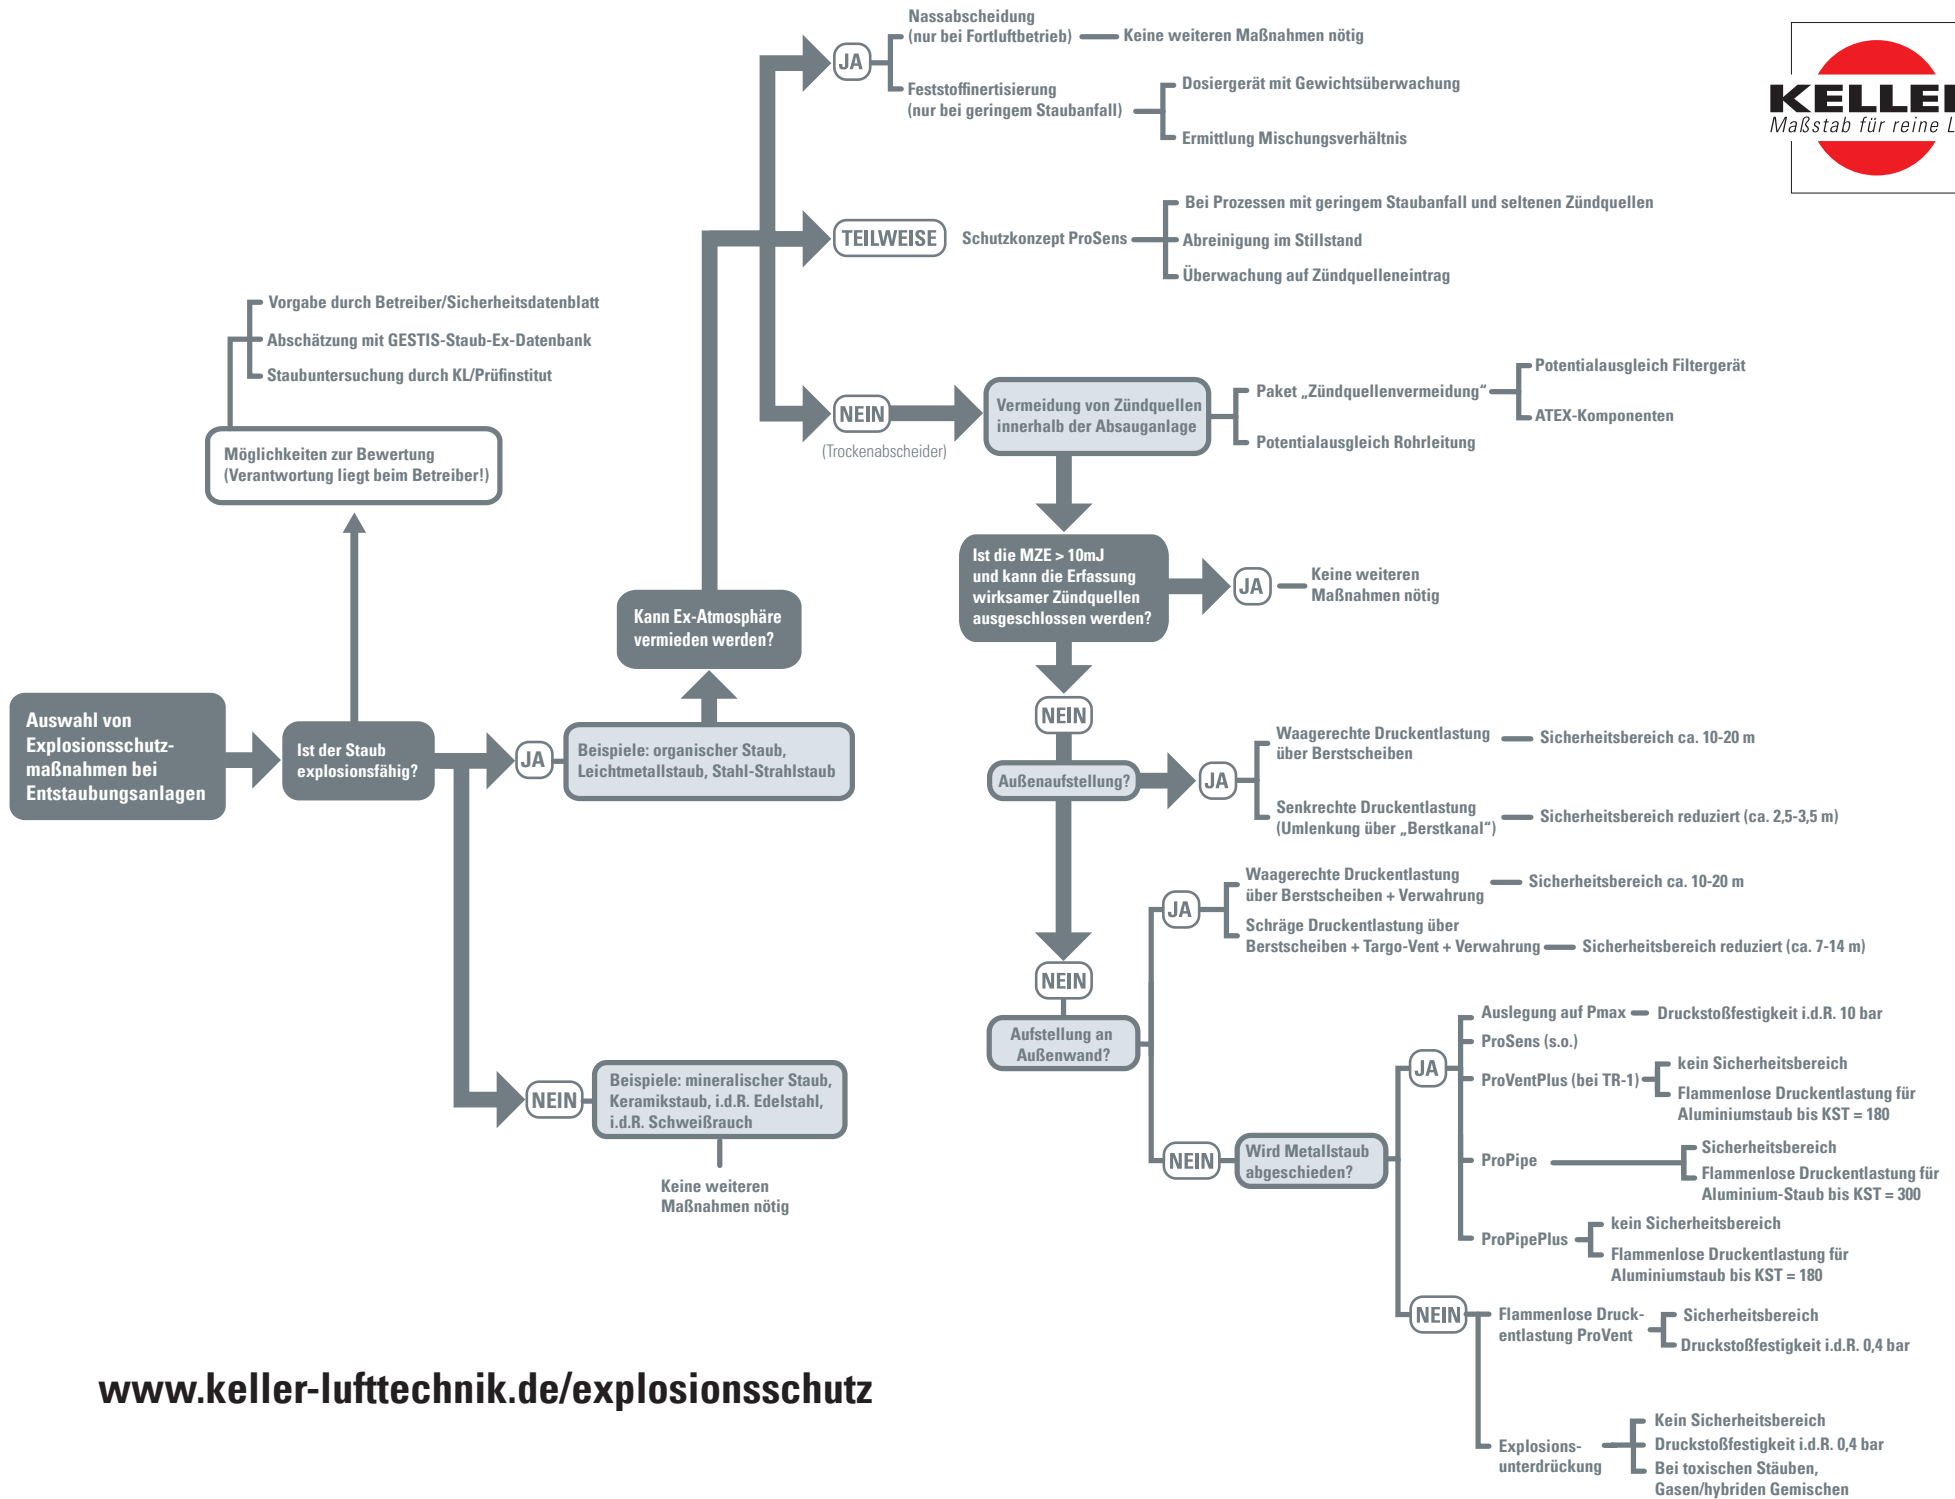 Nassabscheidung
(nur bei Fortluftbetrieb)
Keine weiteren Maßnahmen nötig
JA
Feststoffinertisierung
(nur bei geringem Staubanfall)
Dosiergerät mit Gewichtsüberwachung
Ermittlung Mischungsverhältnis
KELLER
Maßstab für reine L
TEILWEISE
Schutzkonzept ProSens
Bei Prozessen mit geringem Staubanfall und seltenen Zündquellen
Abreinigung im Stillstand
Überwachung auf Zündquelleneintrag
Vorgabe durch Betreiber/Sicherheitsdatenblatt
Abschätzung mit GESTIS-Staub-Ex-Datenbank
Staubuntersuchung durch KL/Prüfinstitut
Möglichkeiten zur Bewertung
(Verantwortung liegt beim Betreiber!)
NEIN
(Trockenabscheider)
Vermeidung von Zündquellen
innerhalb der Absauganlage
Paket „Zündquellenvermeidung“
Potentialausgleich Filtergerät
ATEX-Komponenten
Potentialausgleich Rohrleitung
Ist die MZE > 10mJ
und kann die Erfassung
wirksamer Zündquellen
ausgeschlossen werden?
JA
Keine weiteren
Maßnahmen nötig
Kann Ex-Atmosphäre
vermieden werden?
NEIN
Auswahl von
Explosionsschutz-
maßnahmen bei
Entstaubungsanlagen
Ist der Staub
explosionsfähig?
JA
Beispiele: organischer Staub,
Leichtmetallstaub, Stahl-Strahlstaub
Außenaufstellung?
JA
Waagerechte Druckentlastung
über Berstscheiben
Sicherheitsbereich ca. 10-20 m
Senkrechte Druckentlastung
(Umlenkung über „Berstkanal“)
Sicherheitsbereich reduziert (ca. 2,5-3,5 m)
NEIN
Aufstellung an
Außenwand?
JA
Waagerechte Druckentlastung
über Berstscheiben + Verwahrung
Sicherheitsbereich ca. 10-20 m
Schräge Druckentlastung über
Berstscheiben + Targo-Vent + Verwahrung
Sicherheitsbereich reduziert (ca. 7-14 m)
NEIN
Beispiele: mineralischer Staub,
Keramikstaub, i.d.R. Edelstahl,
i.d.R. Schweißrauch
Keine weiteren
Maßnahmen nötig
NEIN
Wird Metallstaub
abgeschieden?
JA
Auslegung auf Pmax
Druckstoßfestigkeit i.d.R. 10 bar
ProSens (s.o.)
ProVentPlus (bei TR-1)
kein Sicherheitsbereich
Flammenlose Druckentlastung für
Aluminiumstaub bis KST = 180
ProPipe
Sicherheitsbereich
Flammenlose Druckentlastung für
Aluminium-Staub bis KST = 300
ProPipePlus
kein Sicherheitsbereich
Flammenlose Druckentlastung für
Aluminiumstaub bis KST = 180
NEIN
Flammenlose Druck-
entlastung ProVent
Sicherheitsbereich
Druckstoßfestigkeit i.d.R. 0,4 bar
Explosions-
unterdrückung
Kein Sicherheitsbereich
Druckstoßfestigkeit i.d.R. 0,4 bar
Bei toxischen Stäuben,
Gasen/hybriden Gemischen
www.keller-lufttechnik.de/explosionsschutz